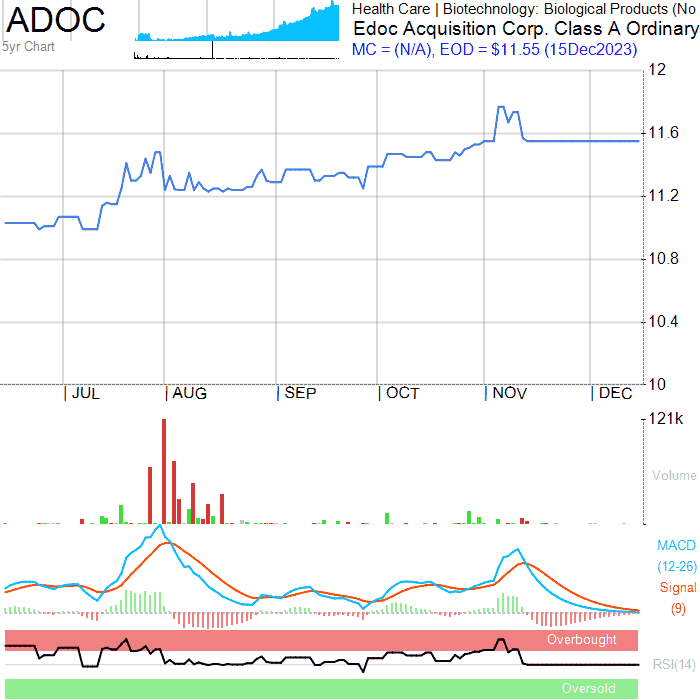 ADOC
5yr Chart
Health Care | Biotechnology: Biological Products (No
Edoc Acquisition Corp. Class A Ordinary
MC = (N/A), EOD = $11.55 (15Dec2023)
12
11.6
11.2
10.8
10.4
10
| JUL | AUG | SEP | OCT | NOV | DEC
121k
Volume
MACD
(12-26)
Signal
(9)
Overbought
RSI(14)
Oversold